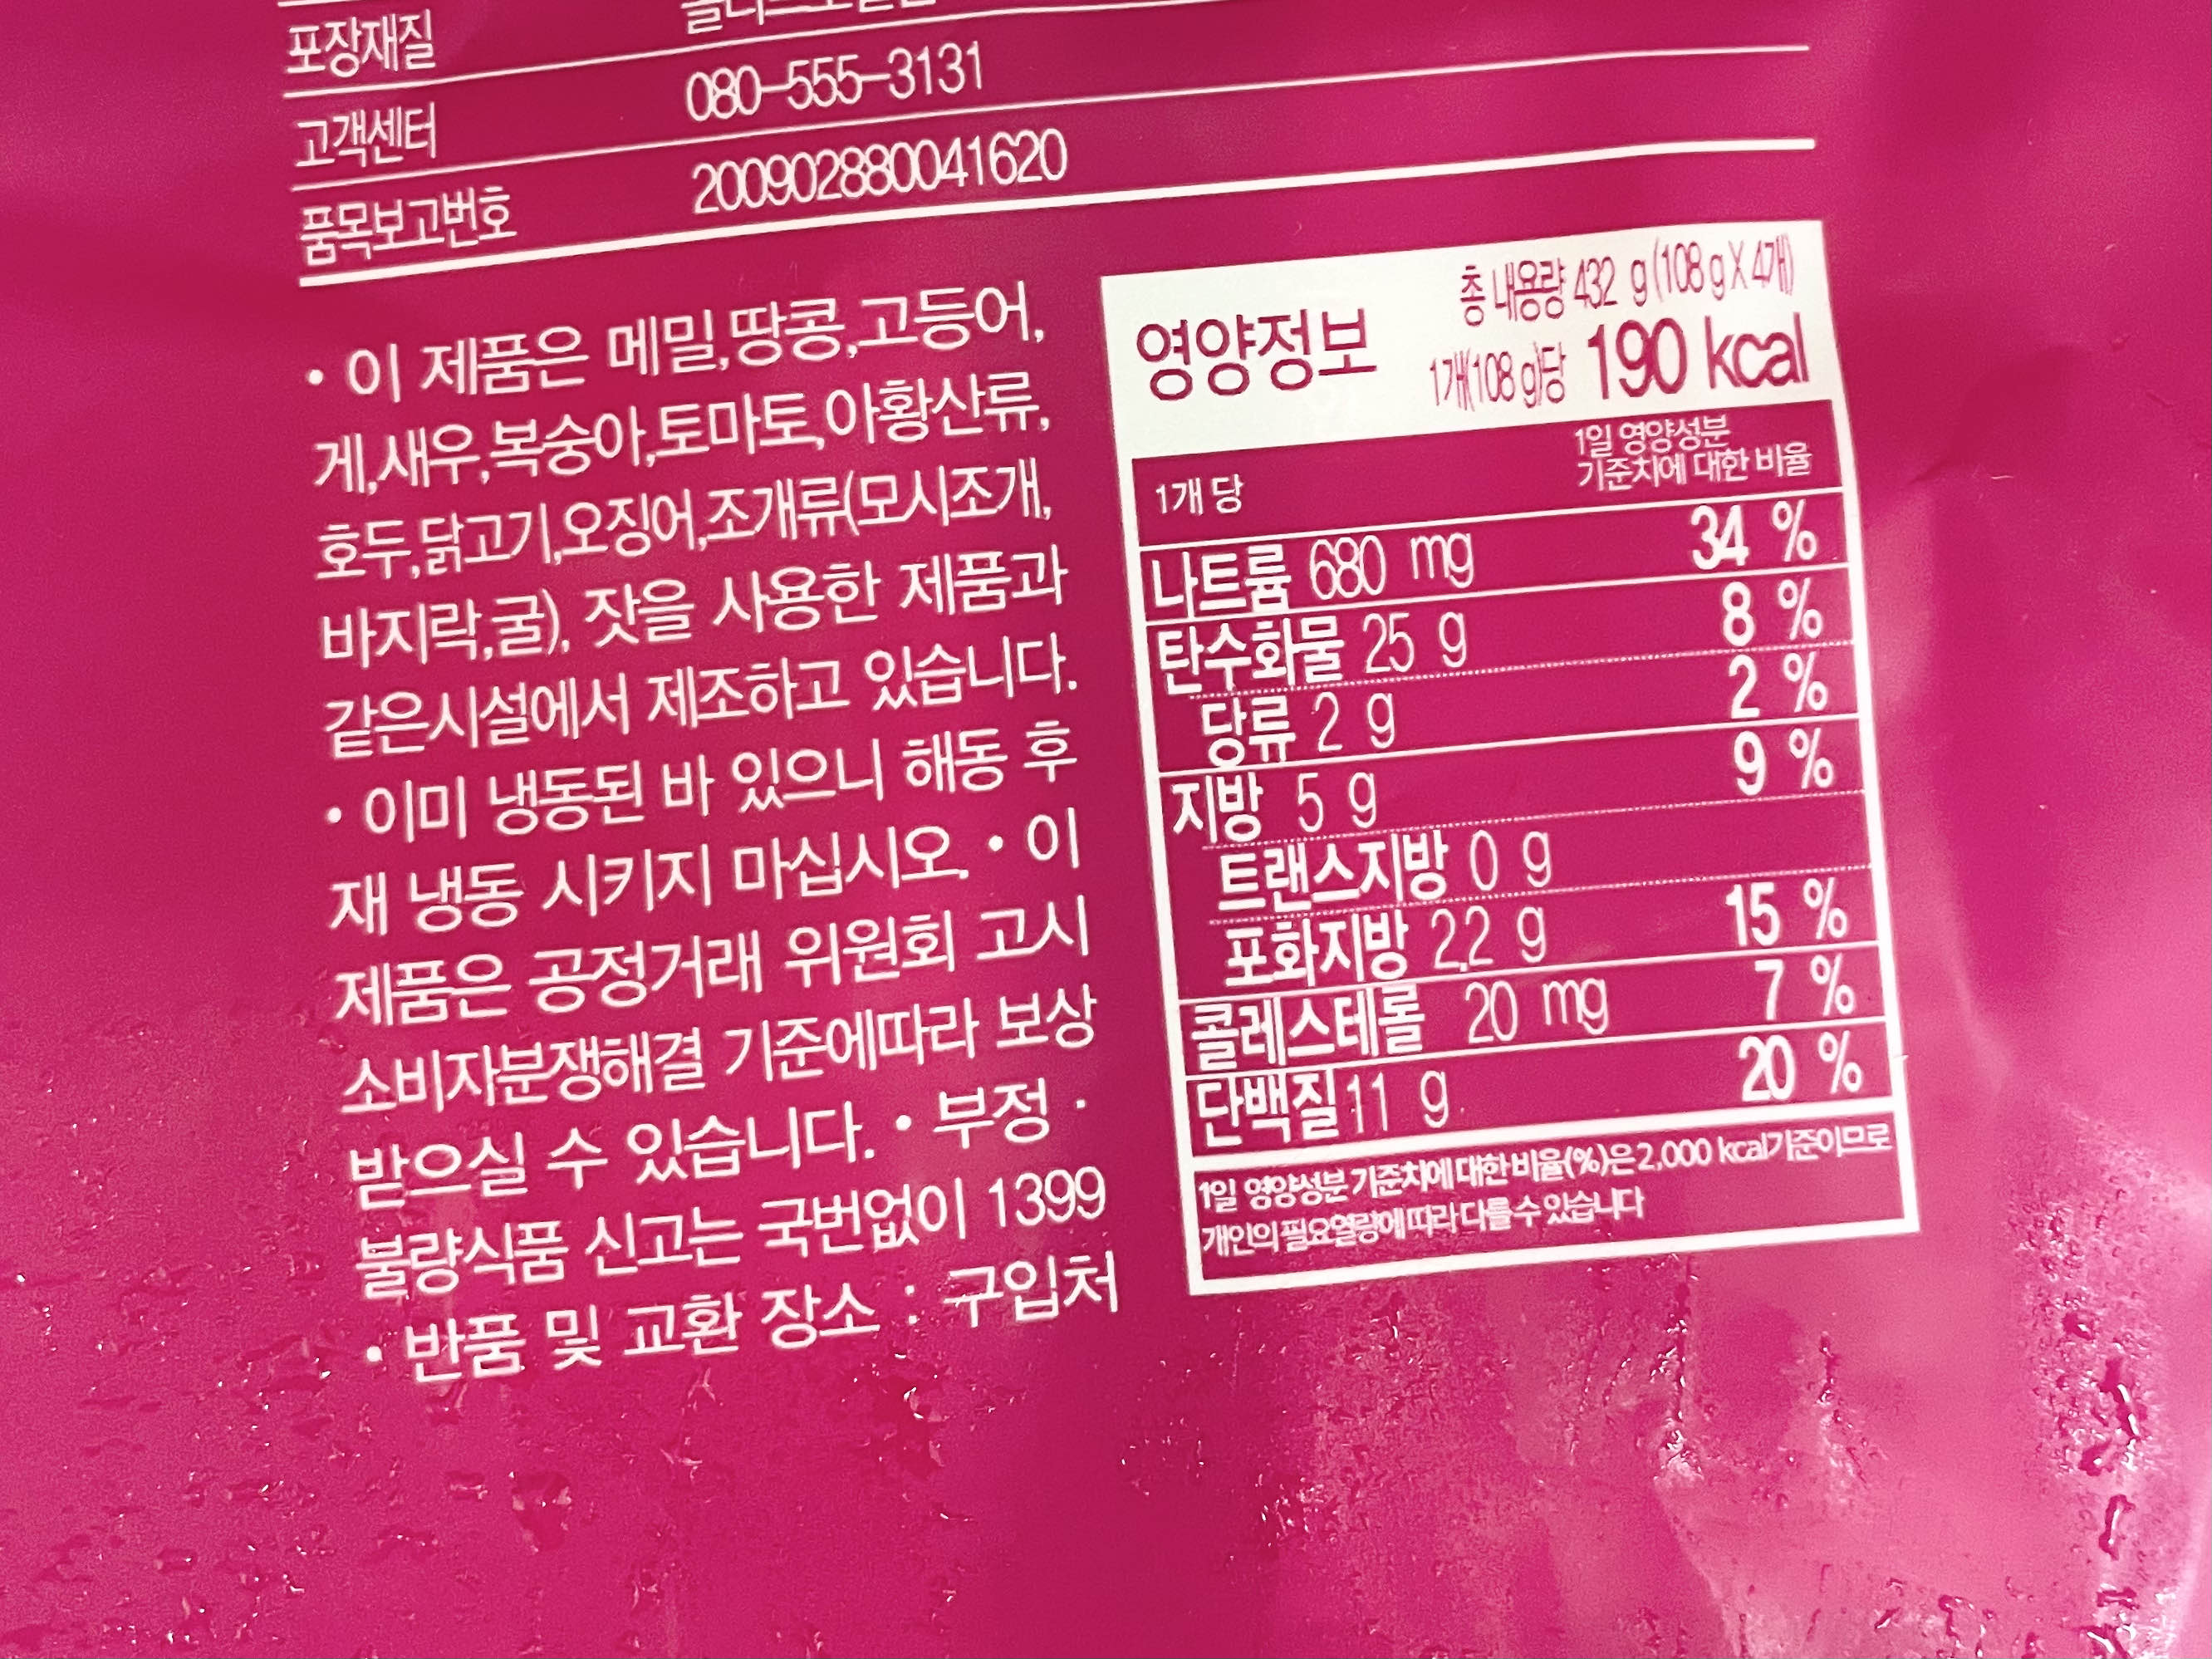 포장재질
고객센터 080-555-3131
품목보고번호 200902880041620
• 이 제품은 메밀,땅콩,고등어,
게,새우,복숭아,토마토,아황산류,
호두,닭고기,오징어,조개류(모시조개,
바지락,굴), 잣을 사용한 제품과
같은시설에서 제조하고 있습니다.
• 이미 냉동된 바 있으니 해동 후
재 냉동 시키지 마십시오. • 이
제품은 공정거래 위원회 고시
소비자분쟁해결 기준에따라 보상
받으실 수 있습니다. • 부정 ·
불량식품 신고는 국번없이 1399
• 반품 및 교환 장소 : 구입처
영양정보
총 내용량 432 g (108 g X 4개)
1개(108 g)당 190 kcal
1개 당
1일 영양성분
기준치에 대한 비율
나트륨 680 mg 34 %
탄수화물 25 g 8 %
당류 2 g 2 %
지방 5 g 9 %
트랜스지방 0 g
포화지방 2.2 g 15 %
콜레스테롤 20 mg 7 %
단백질 11 g 20 %
1일 영양성분 기준치에 대한 비율(%)은 2,000 kcal기준이므로
개인의 필요열량에 따라 다를 수 있습니다